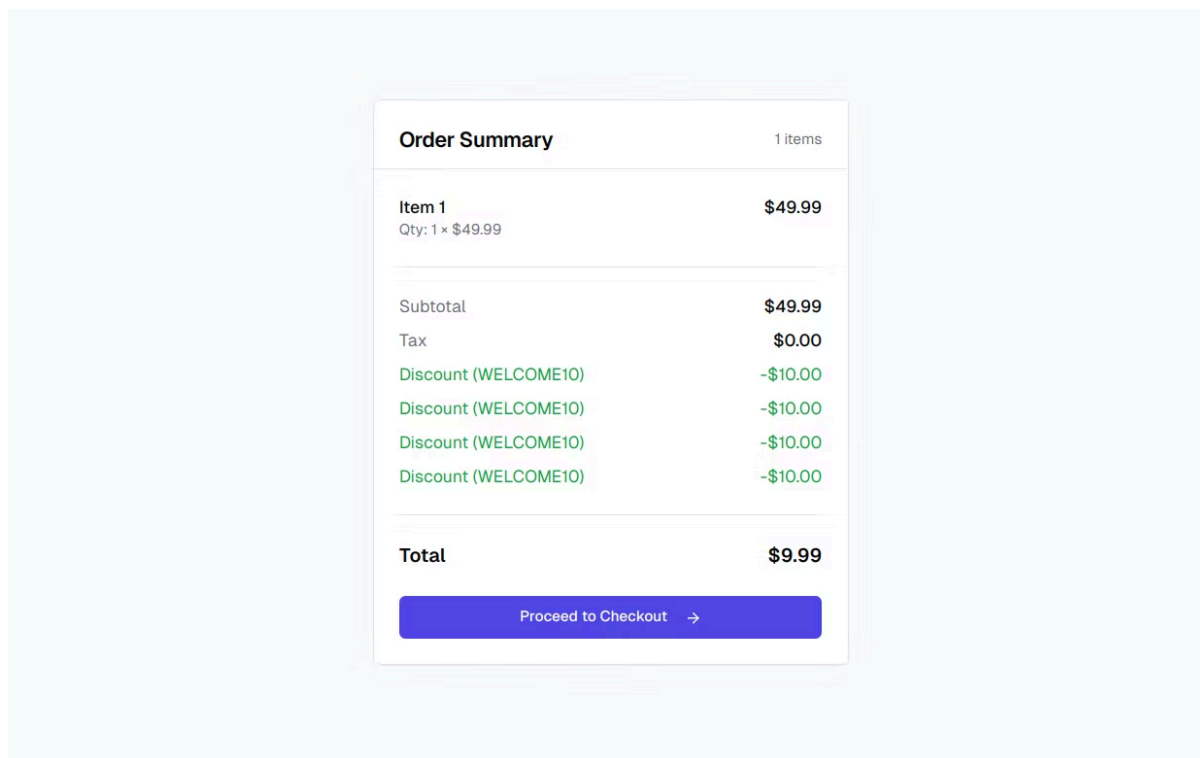 Order Summary
1 items
Item 1
$49.99
Qty: 1 × $49.99
Subtotal
$49.99
Tax
$0.00
Discount (WELCOME10)
-$10.00
Discount (WELCOME10)
-$10.00
Discount (WELCOME10)
-$10.00
Discount (WELCOME10)
-$10.00
Total
$9.99
Proceed to Checkout →